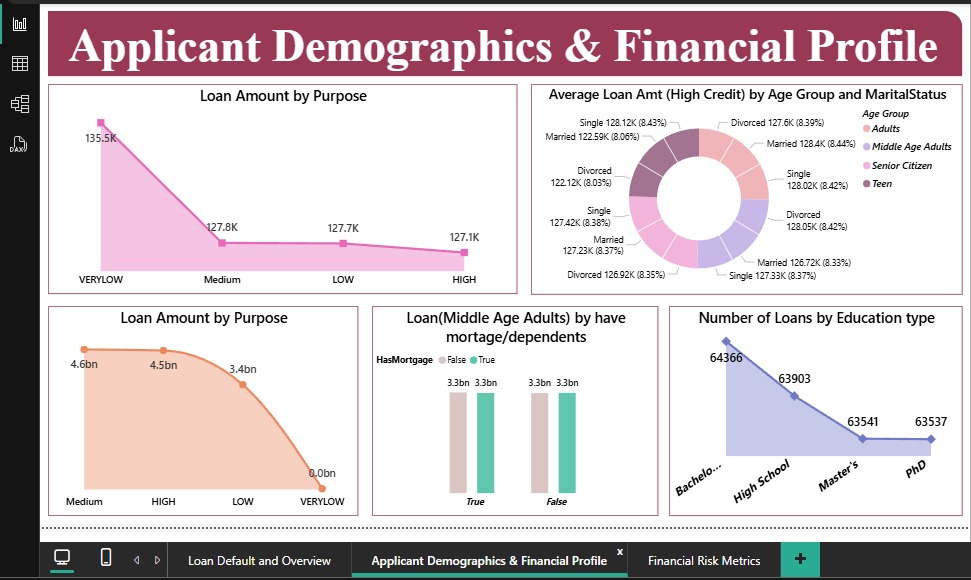 Applicant Demographics & Financial Profile
Loan Amount by Purpose
135.5K
127.8K
127.7K
127.1K
VERYLOW
Medium
LOW
HIGH
Average Loan Amt (High Credit) by Age Group and MaritalStatus
Single 128.12K (8.43%)
Married 122.59K (8.06%)
Divorced
122.12K (8.03%)
Single
127.42K (8.38%)
Married
127.23K (8.37%)
Divorced 126.92K (8.35%)
Divorced 127.6K (8.39%)
Married 128.4K (8.44%)
Single
128.02K (8.42%)
Divorced
128.05K (8.42%)
Married 126.72K (8.33%)
Single 127.33K (8.37%)
Age Group
Adults
Middle Age Adults
Senior Citizen
Teen
Loan Amount by Purpose
4.6bn
4.5bn
3.4bn
0.0bn
Medium
HIGH
LOW
VERYLOW
Loan(Middle Age Adults) by have
mortage/dependents
HasMortgage False True
3.3bn 3.3bn
3.3bn 3.3bn
True
False
Number of Loans by Education type
64366
63903
63541
63537
Bachelo...
High School
Master's
PhD
DAX
Loan Default and Overview
Applicant Demographics & Financial Profile
x
Financial Risk Metrics
+